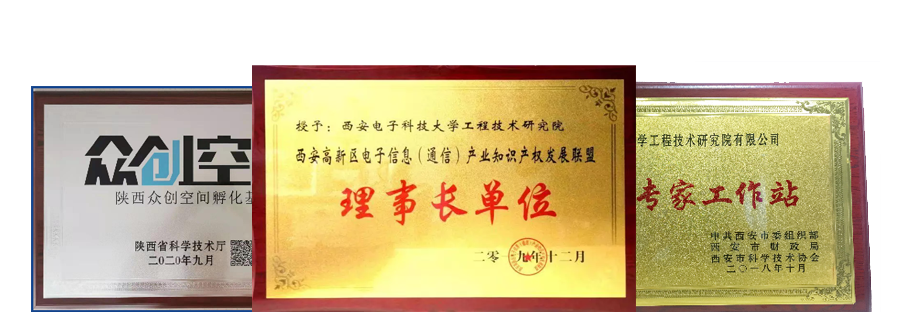 众创空
陕西众创空间孵化基
陕西省科学技术厅
二〇二〇年九月
授予：西安电子科技大学工程技术研究院
西安高新区电子信息（通信）产业知识产权发展联盟
理事长单位
二零一九年十二月
学工程技术研究院有限公司
专家工作站
中共西安市委组织部
西安市财政局
西安市科学技术协会
二〇一八年十月